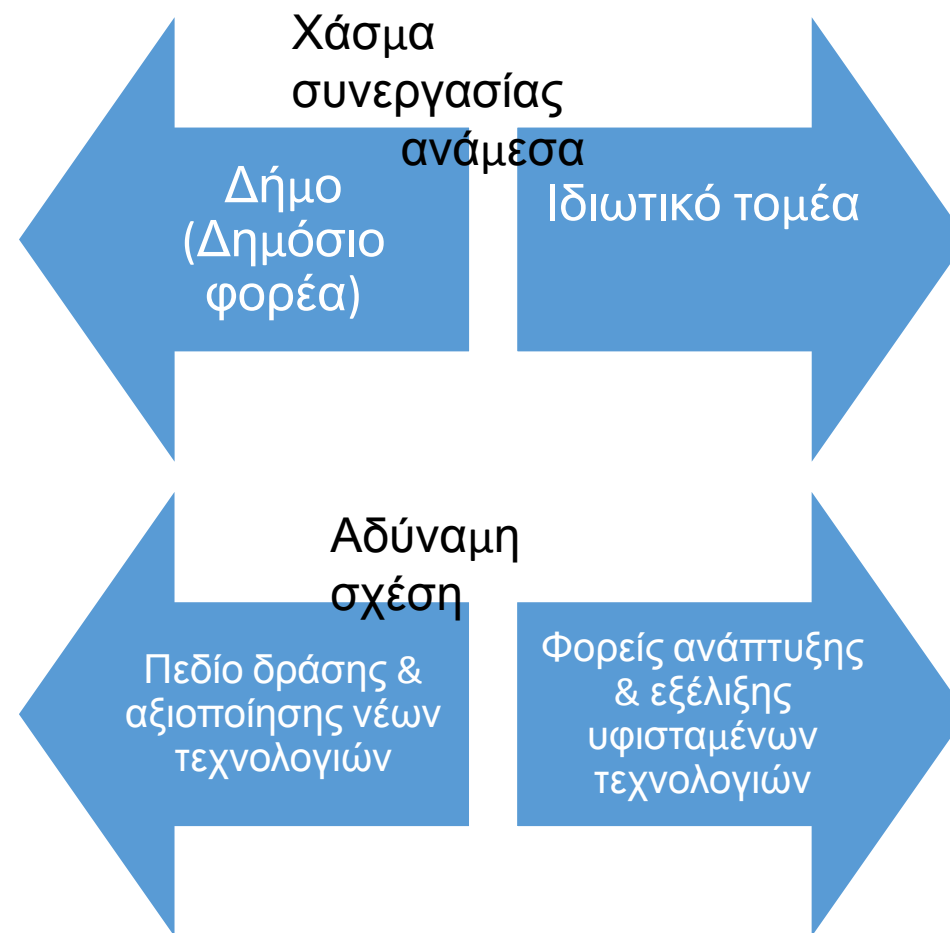 Χάσμα
συνεργασίας
ανάμεσα
Δήμο
(Δημόσιο
φορέα)
Ιδιωτικό τομέα
Αδύναμη
σχέση
Πεδίο δράσης &
αξιοποίησης νέων
τεχνολογιών
Φορείς ανάπτυξης
& εξέλιξης
υφισταμένων
τεχνολογιών